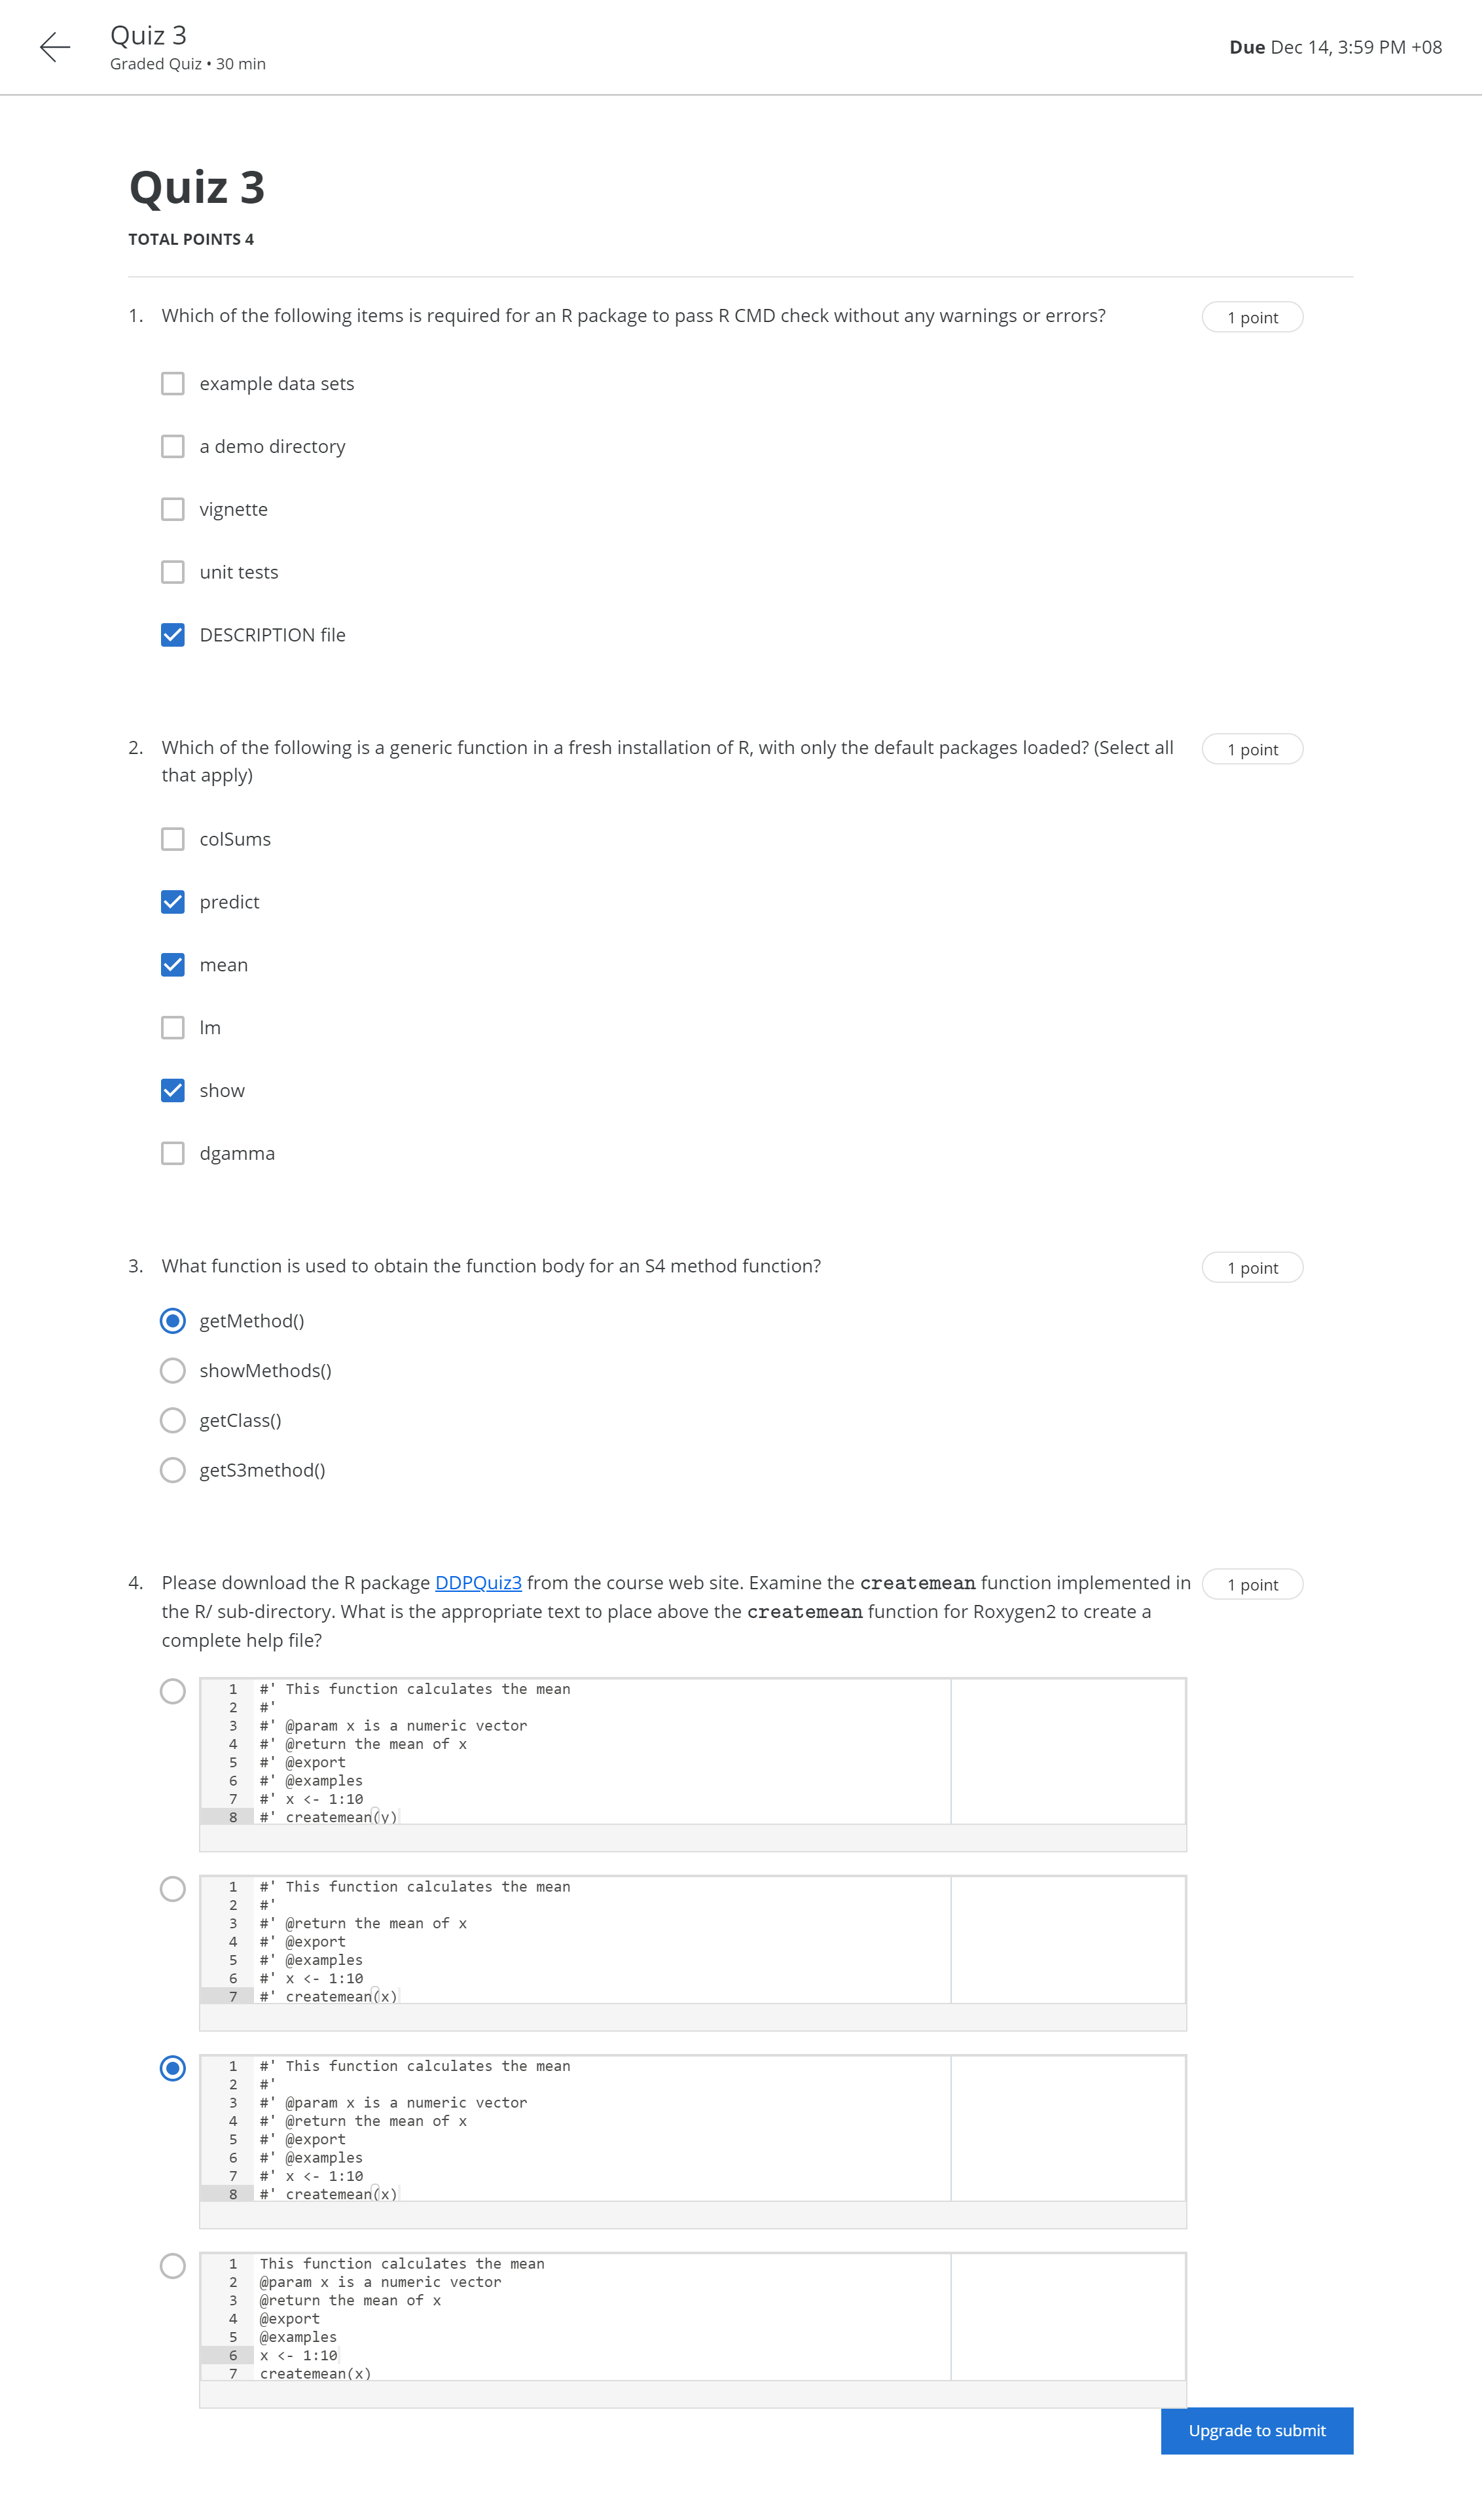 Quiz 3
Graded Quiz • 30 min
Due Dec 14, 3:59 PM +08
Quiz 3
TOTAL POINTS 4
1. Which of the following items is required for an R package to pass R CMD check without any warnings or errors?
1 point
example data sets
a demo directory
vignette
unit tests
DESCRIPTION file
2. Which of the following is a generic function in a fresh installation of R, with only the default packages loaded? (Select all
that apply)
1 point
colSums
predict
mean
lm
show
dgamma
3. What function is used to obtain the function body for an S4 method function?
1 point
getMethod()
showMethods()
getClass()
getS3method()
4. Please download the R package DDPQuiz3 from the course web site. Examine the createmean function implemented in
the R/ sub-directory. What is the appropriate text to place above the createmean function for Roxygen2 to create a
complete help file?
1 point
1 #' This function calculates the mean
2 #'
3 #' @param x is a numeric vector
4 #' @return the mean of x
5 #' @export
6 #' @examples
7 #' x <- 1:10
8 #' createmean(y)
1 #' This function calculates the mean
2 #'
3 #' @return the mean of x
4 #' @export
5 #' @examples
6 #' x <- 1:10
7 #' createmean(x)
1 #' This function calculates the mean
2 #'
3 #' @param x is a numeric vector
4 #' @return the mean of x
5 #' @export
6 #' @examples
7 #' x <- 1:10
8 #' createmean(x)
1 This function calculates the mean
2 @param x is a numeric vector
3 @return the mean of x
4 @export
5 @examples
6 x <- 1:10
7 createmean(x)
Upgrade to submit